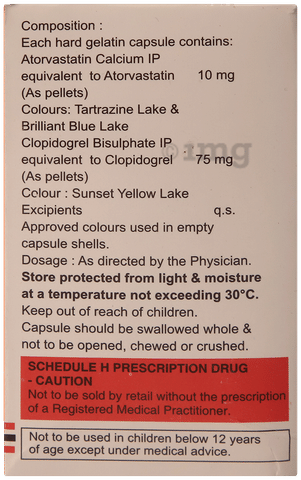 Composition :
Each hard gelatin capsule contains:
Atorvastatin Calcium IP
equivalent to Atorvastatin 10 mg
(As pellets)
Colours: Tartrazine Lake &
Brilliant Blue Lake
Clopidogrel Bisulphate IP
equivalent to Clopidogrel 75 mg
(As pellets)
Colour : Sunset Yellow Lake
Excipients q.s.
Approved colours used in empty
capsule shells.
Dosage : As directed by the Physician.
Store protected from light & moisture
at a temperature not exceeding 30°C.
Keep out of reach of children.
Capsule should be swallowed whole &
not to be opened, chewed or crushed.
SCHEDULE H PRESCRIPTION DRUG
- CAUTION
Not to be sold by retail without the prescription
of a Registered Medical Practitioner.
Not to be used in children below 12 years
of age except under medical advice.
© 1mg